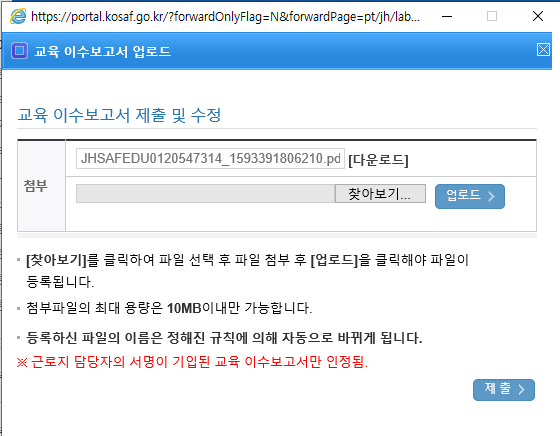 https://portal.kosaf.go.kr/?forwardOnlyFlag=N&forwardPage=pt/jh/lab...
교육 이수보고서 업로드
교육 이수보고서 제출 및 수정
첨부
JHSAFEDU0120547314_1593391806210.pd
[다운로드]
찾아보기...
업로드
[찾아보기]를 클릭하여 파일 선택 후 파일 첨부 후 [업로드]을 클릭해야 파일이
등록됩니다.
첨부파일의 최대 용량은 10MB이내만 가능합니다.
등록하신 파일의 이름은 정해진 규칙에 의해 자동으로 바뀌게 됩니다.
※ 근로지 담당자의 서명이 기입된 교육 이수보고서만 인정됨.
제 출